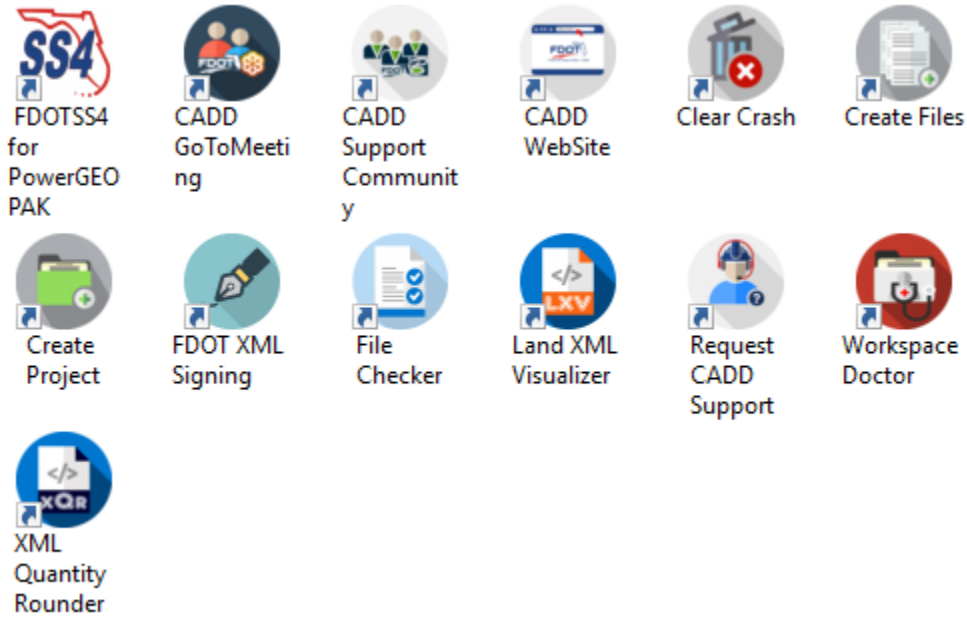 SS4
FDOTSS4
for
PowerGEO
PAK
FDOT
CADD
GoToMeeti
ng
FDOT
CADD
Support
Communit
y
FDOT
CADD
WebSite
Clear Crash
Create Files
Create
Project
FDOT XML
Signing
File
Checker
</>
LXV
Land XML
Visualizer
?
Request
CADD
Support
Workspace
Doctor
</>
XQR
XML
Quantity
Rounder